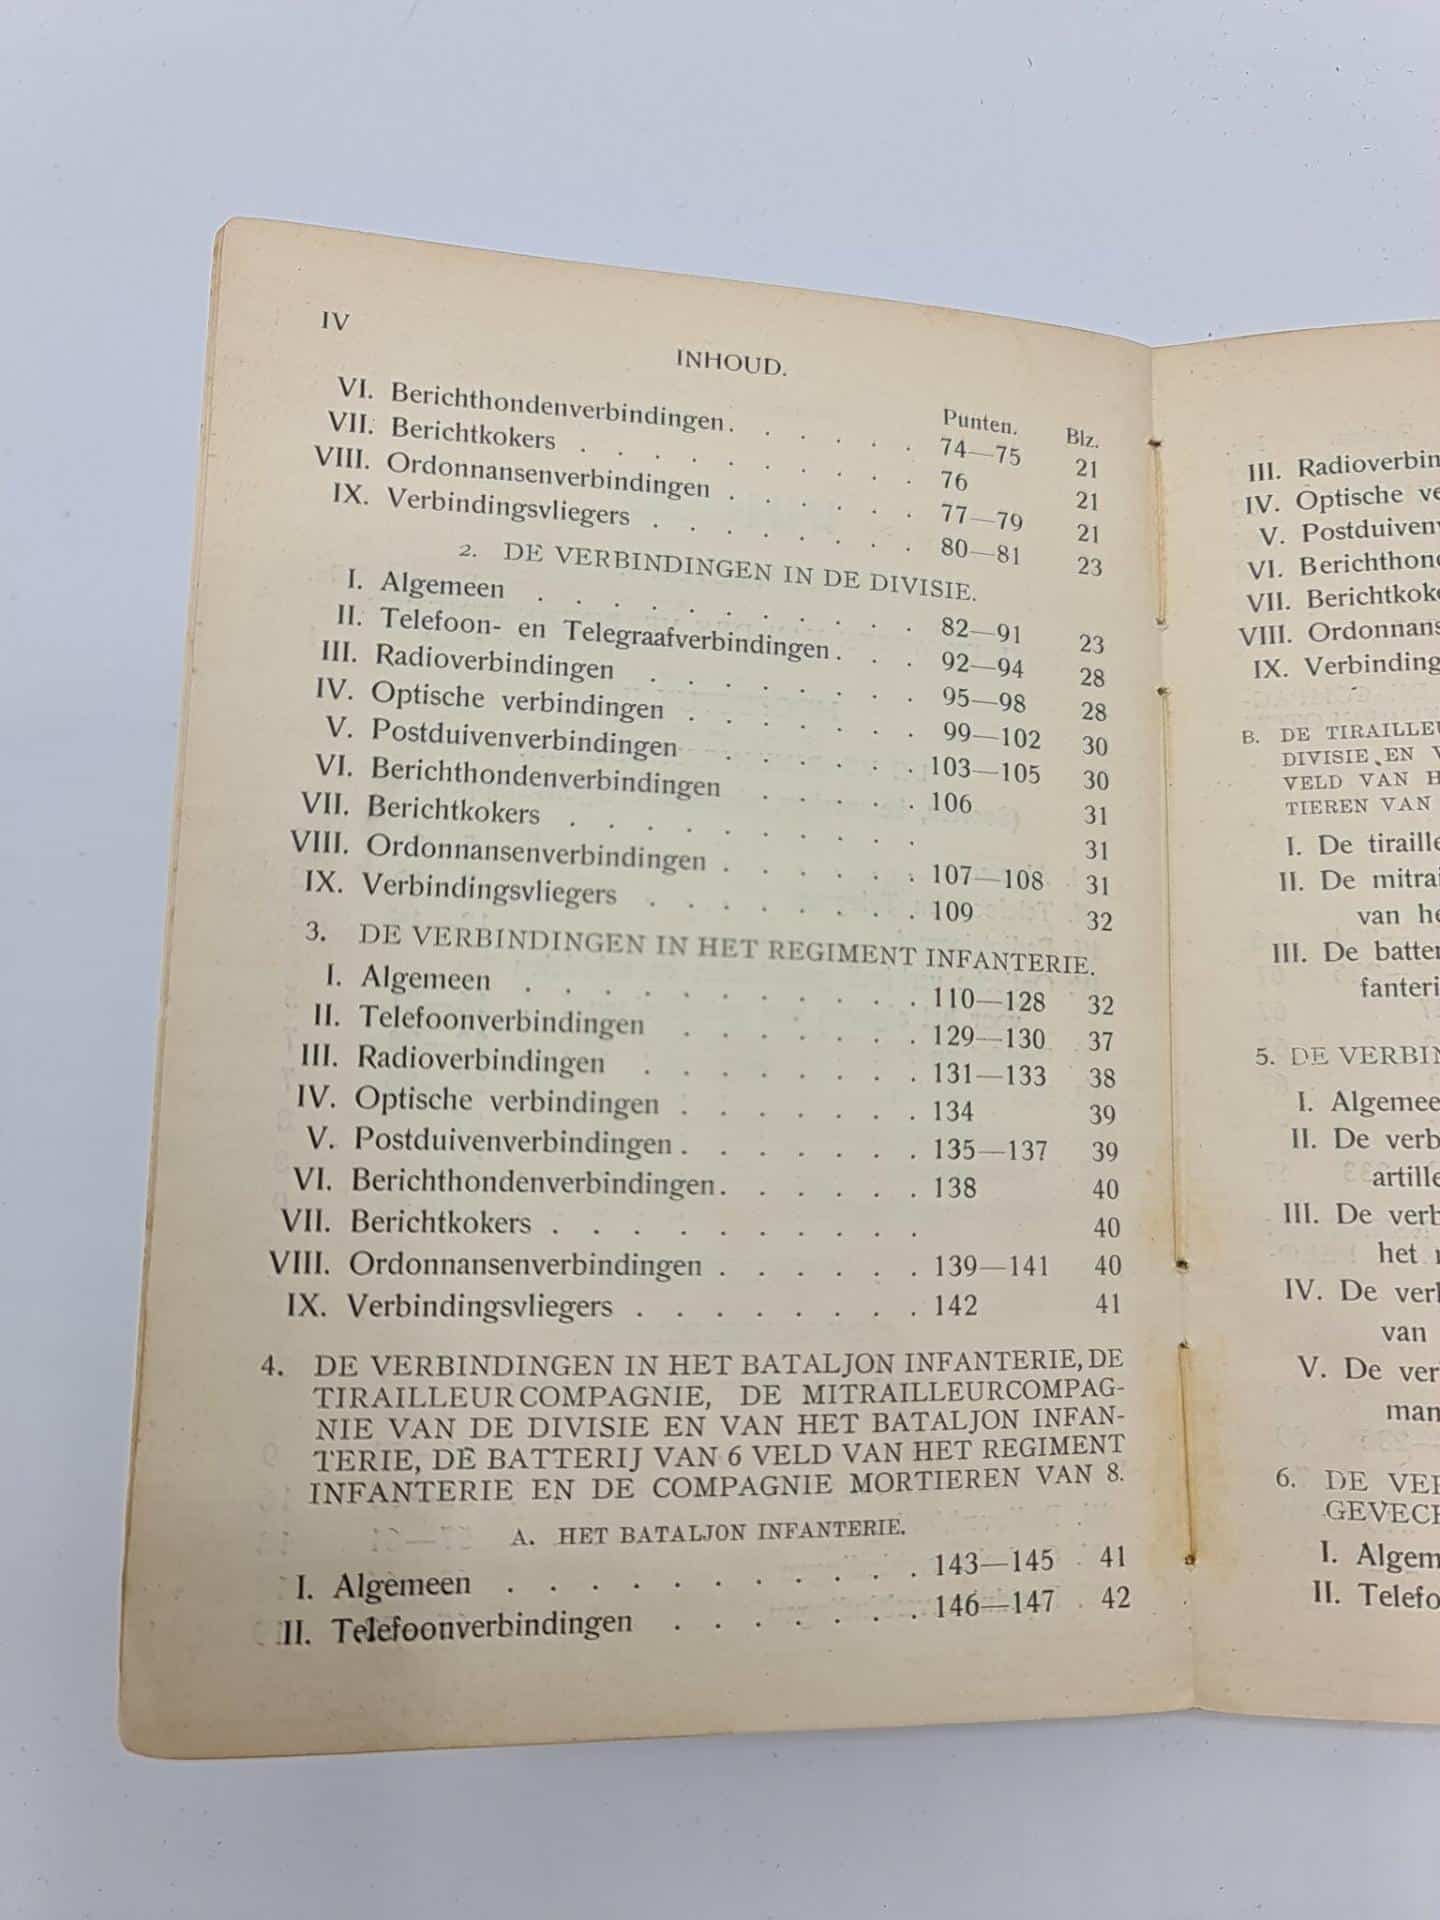 IV
INHOUD.
Punten. Blz.
VI. Berichthondenverbindingen. . . . . . 74—75 21
VII. Berichtkokers . . . . . . . . . 76 21
VIII. Ordonnansenverbindingen . . . . . . 77—79 21
IX. Verbindingsvliegers . . . . . . . . 80—81 23
2. DE VERBINDINGEN IN DE DIVISIE.
I. Algemeen . . . . . . . . . . 82—91 23
II. Telefoon- en Telegraafverbindingen. . . 92—94 28
III. Radioverbindingen . . . . . . . . 95—98 28
IV. Optische verbindingen . . . . . . . 99—102 30
V. Postduivenverbindingen . . . . . . 103—105 30
VI. Berichthondenverbindingen . . . . . 106 31
VII. Berichtkokers . . . . . . . . . . 31
VIII. Ordonnansenverbindingen . . . . . . 107—108 31
IX. Verbindingsvliegers . . . . . . . . 109 32
3. DE VERBINDINGEN IN HET REGIMENT INFANTERIE.
I. Algemeen . . . . . . . . . . . 110—128 32
II. Telefoonverbindingen . . . . . . . 129—130 37
III. Radioverbindingen . . . . . . . . 131—133 38
IV. Optische verbindingen . . . . . . . 134 39
V. Postduivenverbindingen . . . . . . . 135—137 39
VI. Berichthondenverbindingen. . . . . . 138 40
VII. Berichtkokers . . . . . . . . . . 40
VIII. Ordonnansenverbindingen . . . . . . 139—141 40
IX. Verbindingsvliegers . . . . . . . . 142 41
4. DE VERBINDINGEN IN HET BATALJON INFANTERIE, DE
TIRAILLEURCOMPAGNIE, DE MITRAILLEURCOMPAG-
NIE VAN DE DIVISIE EN VAN HET BATALJON INFAN-
TERIE, DE BATTERIJ VAN 6 VELD VAN HET REGIMENT
INFANTERIE EN DE COMPAGNIE MORTIEREN VAN 8.
A. HET BATALJON INFANTERIE.
I. Algemeen . . . . . . . . . . . 143—145 41
II. Telefoonverbindingen . . . . . . . 146—147 42
III. Radioverbin
IV. Optische ve
V. Postduiven
VI. Berichthon
VII. Berichtkok
VIII. Ordonnans
IX. Verbinding
B. DE TIRAILLE
DIVISIE EN V
VELD VAN H
TIEREN VAN
I. De tiraille
II. De mitrai
van he
III. De batter
fanteri
5. DE VERBIN
I. Algemee
II. De verb
artille
III. De verb
het
IV. De verb
van
V. De ver
man
6. DE VER
GEVECH
I. Algem
II. Telefo